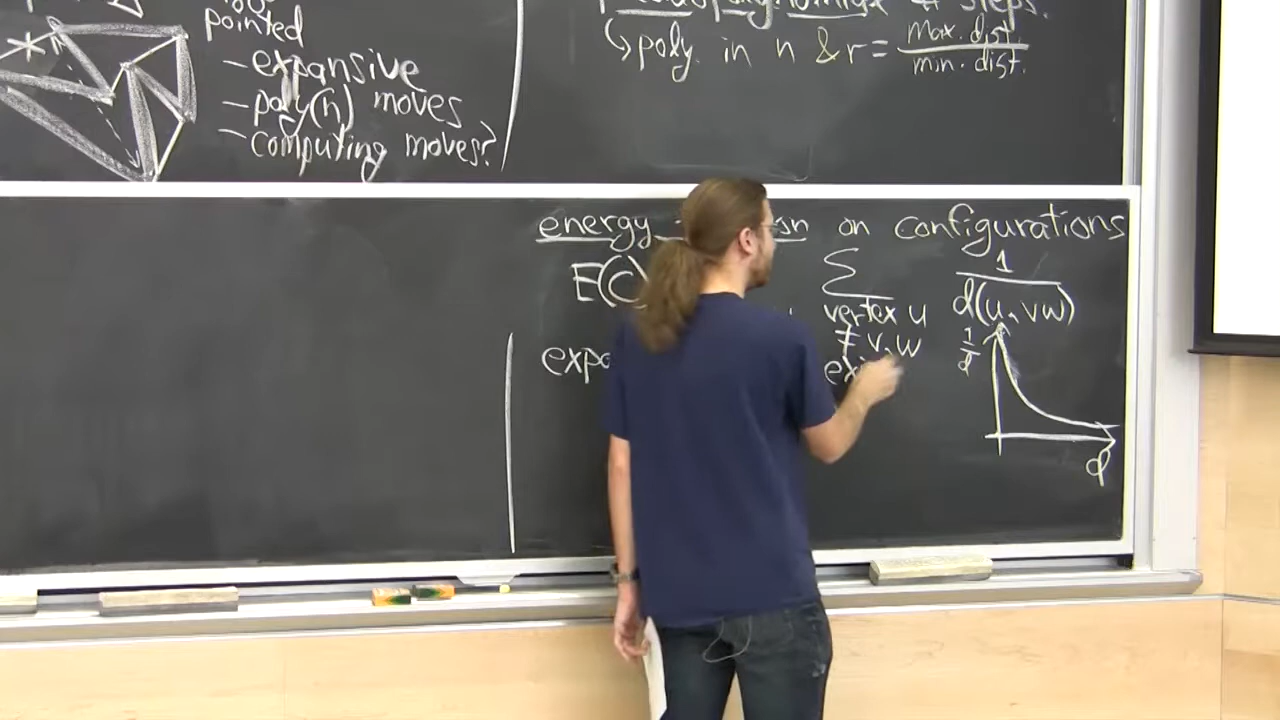 pointed
- expansive
- poly(n) moves
- computing moves?
# steps.
↳ poly. in n & r = max. dist. / min. dist.
energy on configurations
E(C) Σ 1 / d(u, vw)
vertex u
≠ v, w
1/d
d